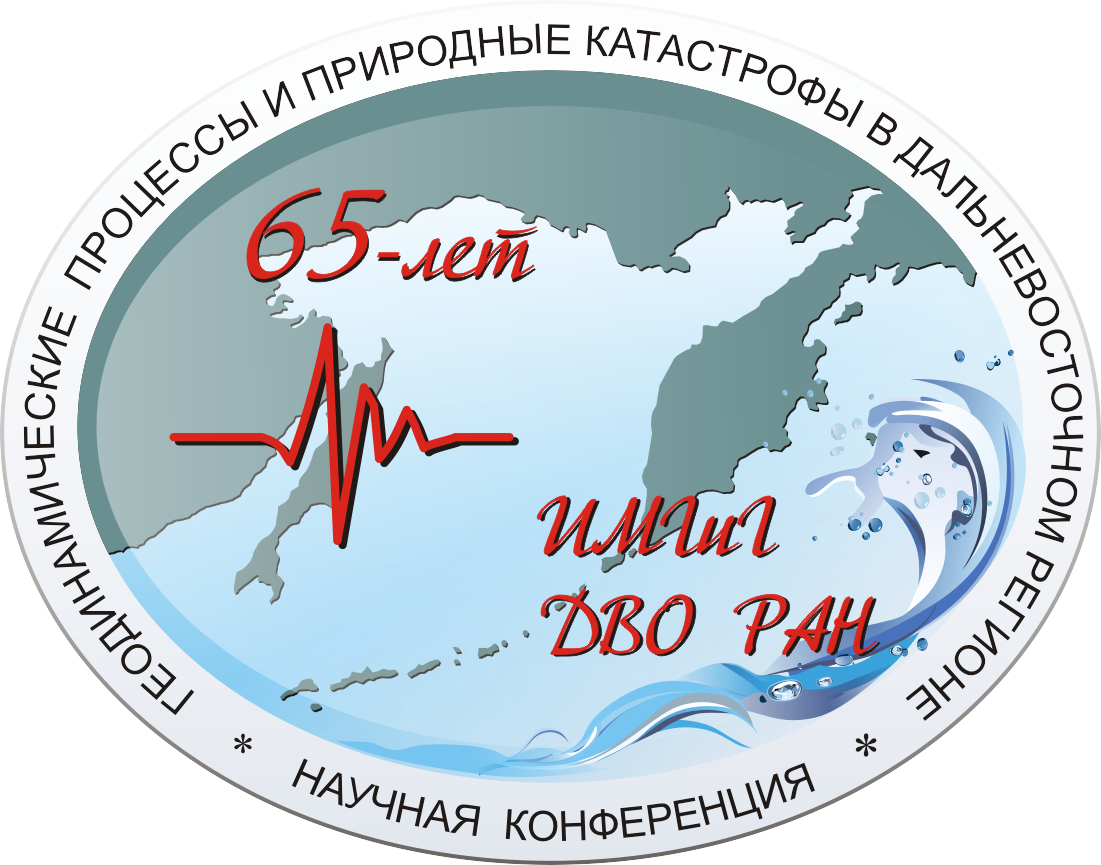 ГЕОДИНАМИЧЕСКИЕ ПРОЦЕССЫ И ПРИРОДНЫЕ КАТАСТРОФЫ В ДАЛЬНЕВОСТОЧНОМ РЕГИОНЕ
65-лет
ИМГиГ
ДВО РАН
* НАУЧНАЯ КОНФЕРЕНЦИЯ *